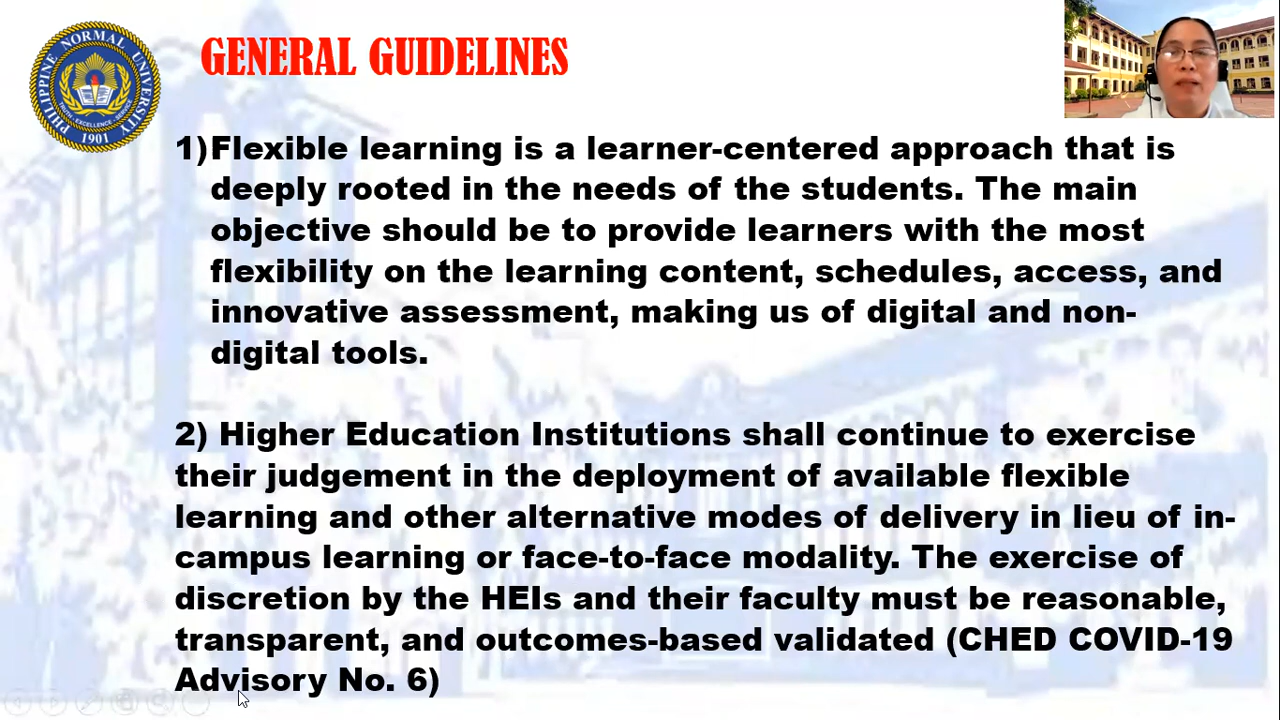 PHILIPPINE NORMAL UNIVERSITY
1901
GENERAL GUIDELINES
1)Flexible learning is a learner-centered approach that is
deeply rooted in the needs of the students. The main
objective should be to provide learners with the most
flexibility on the learning content, schedules, access, and
innovative assessment, making us of digital and non-
digital tools.
2) Higher Education Institutions shall continue to exercise
their judgement in the deployment of available flexible
learning and other alternative modes of delivery in lieu of in-
campus learning or face-to-face modality. The exercise of
discretion by the HEIs and their faculty must be reasonable,
transparent, and outcomes-based validated (CHED COVID-19
Advisory No. 6)